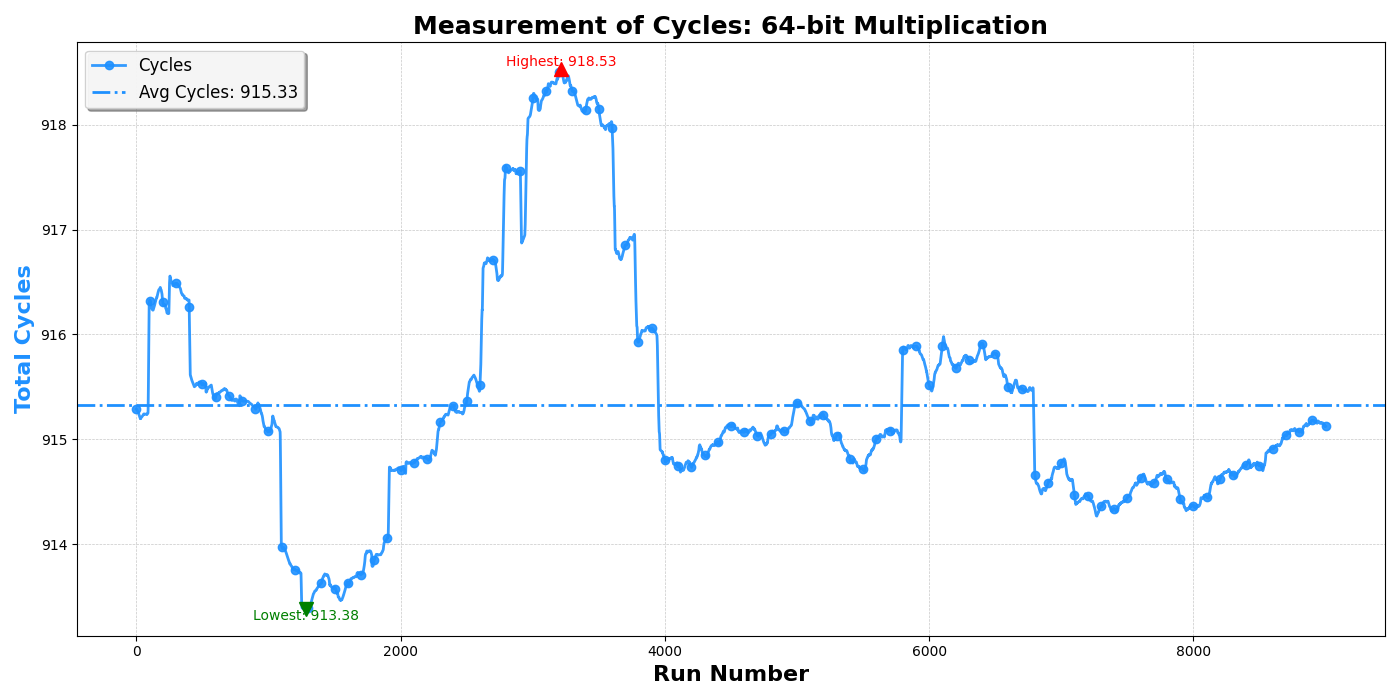 Measurement of Cycles: 64-bit Multiplication
Cycles
Avg Cycles: 915.33
Highest: 918.53
Lowest: 913.38
Total Cycles
918
917
916
915
914
0
2000
4000
6000
8000
Run Number